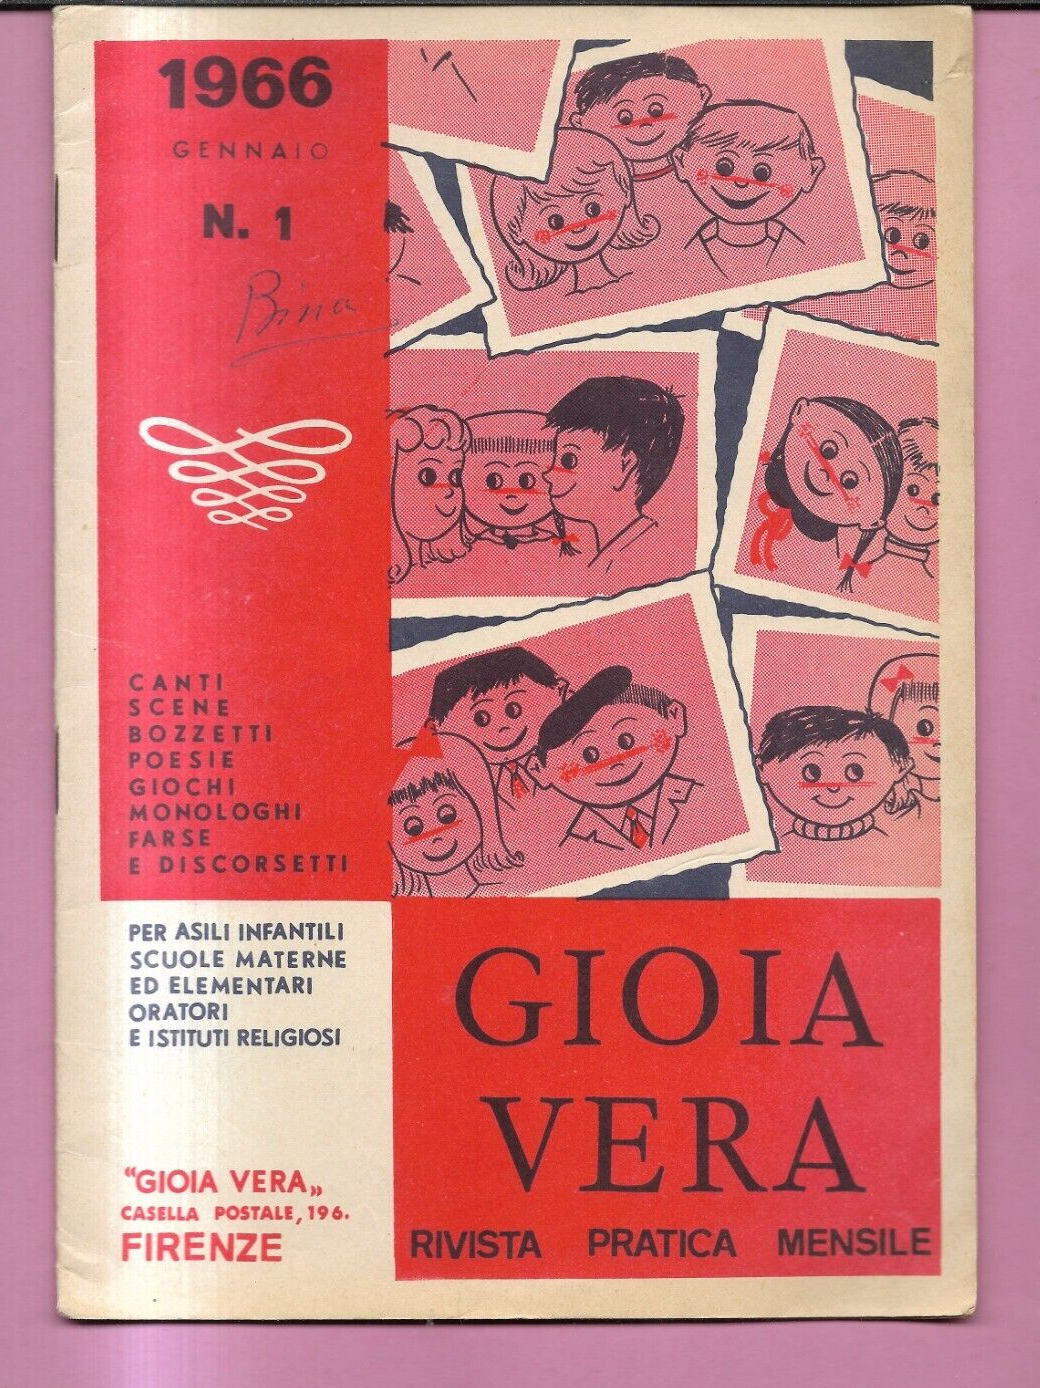 1966
GENNAIO
N. 1
Bina
CANTI
SCENE
BOZZETTI
POESIE
GIOCHI
MONOLOGHI
FARSE
E DISCORSETTI
PER ASILI INFANTILI
SCUOLE MATERNE
ED ELEMENTARI
ORATORI
E ISTITUTI RELIGIOSI
“GIOIA VERA„
CASELLA POSTALE, 196.
FIRENZE
GIOIA
VERA
RIVISTA PRATICA MENSILE